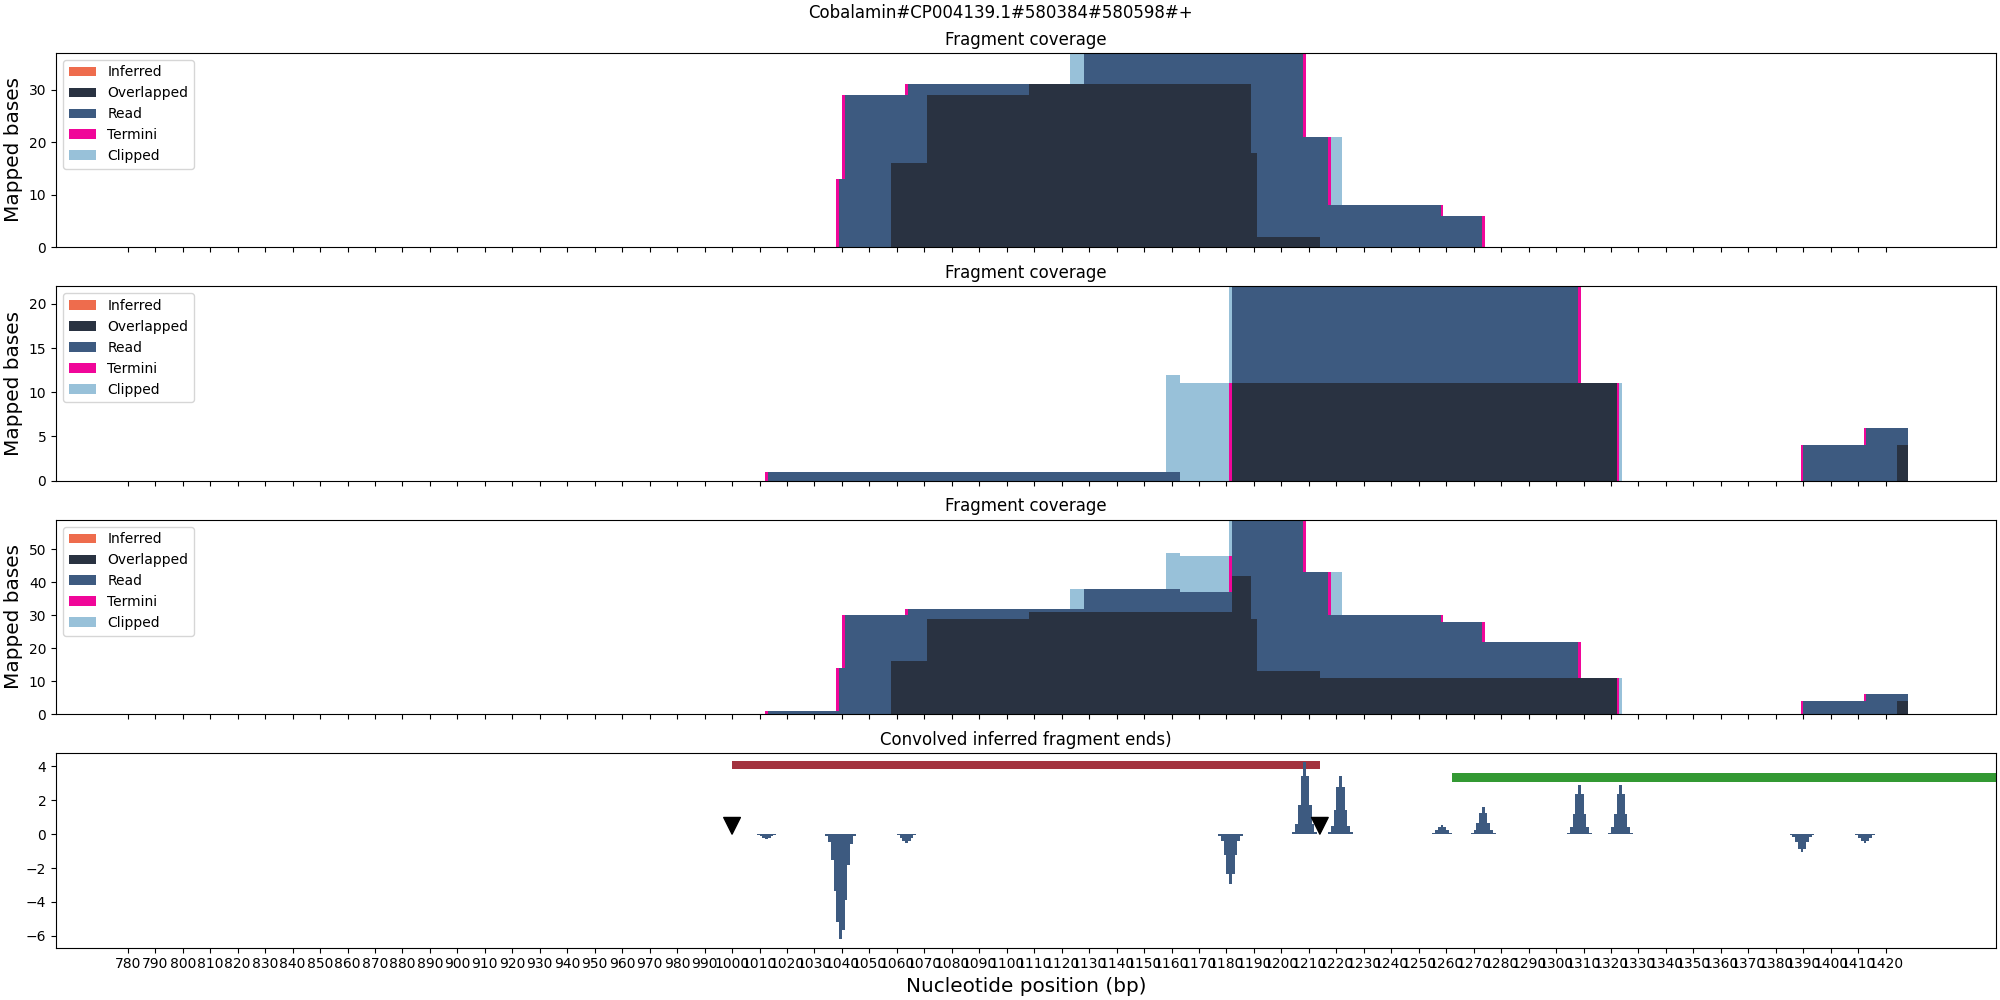 Cobalamin#CP004139.1#580384#580598#+
Fragment coverage
Mapped bases
30
20
10
0
Inferred
Overlapped
Read
Termini
Clipped
Fragment coverage
Mapped bases
20
15
10
5
0
Inferred
Overlapped
Read
Termini
Clipped
Fragment coverage
Mapped bases
50
40
30
20
10
0
Inferred
Overlapped
Read
Termini
Clipped
Convolved inferred fragment ends)
4
2
0
−2
−4
−6
780 790 800 810 820 830 840 850 860 870 880 890 900 910 920 930 940 950 960 970 980 990 1000 1010 1020 1030 1040 1050 1060 1070 1080 1090 1100 1110 1120 1130 1140 1150 1160 1170 1180 1190 1200 1210 1220 1230 1240 1250 1260 1270 1280 1290 1300 1310 1320 1330 1340 1350 1360 1370 1380 1390 1400 1410 1420
Nucleotide position (bp)